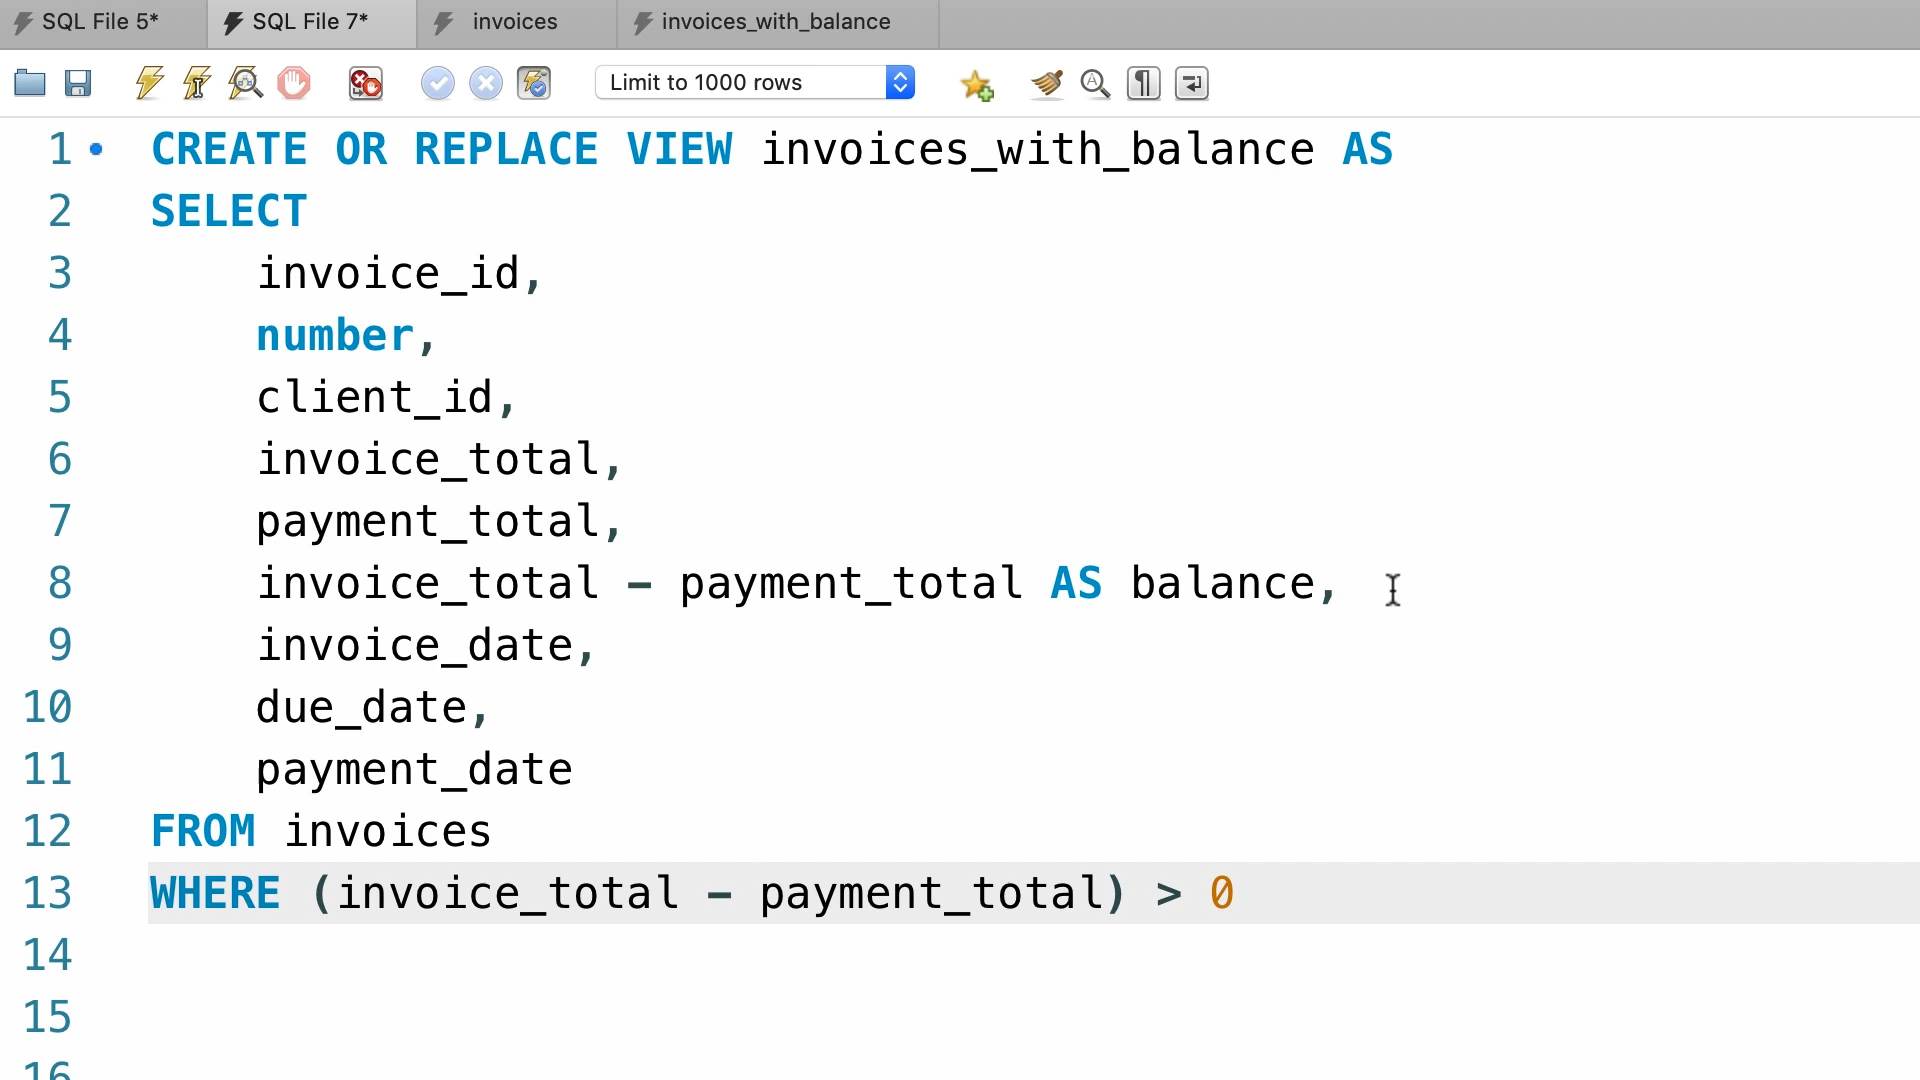 SQL File 5* SQL File 7* invoices invoices_with_balance
Limit to 1000 rows
1 CREATE OR REPLACE VIEW invoices_with_balance AS
2 SELECT
3 invoice_id,
4 number,
5 client_id,
6 invoice_total,
7 payment_total,
8 invoice_total - payment_total AS balance,
9 invoice_date,
10 due_date,
11 payment_date
12 FROM invoices
13 WHERE (invoice_total - payment_total) > 0
14
15
16